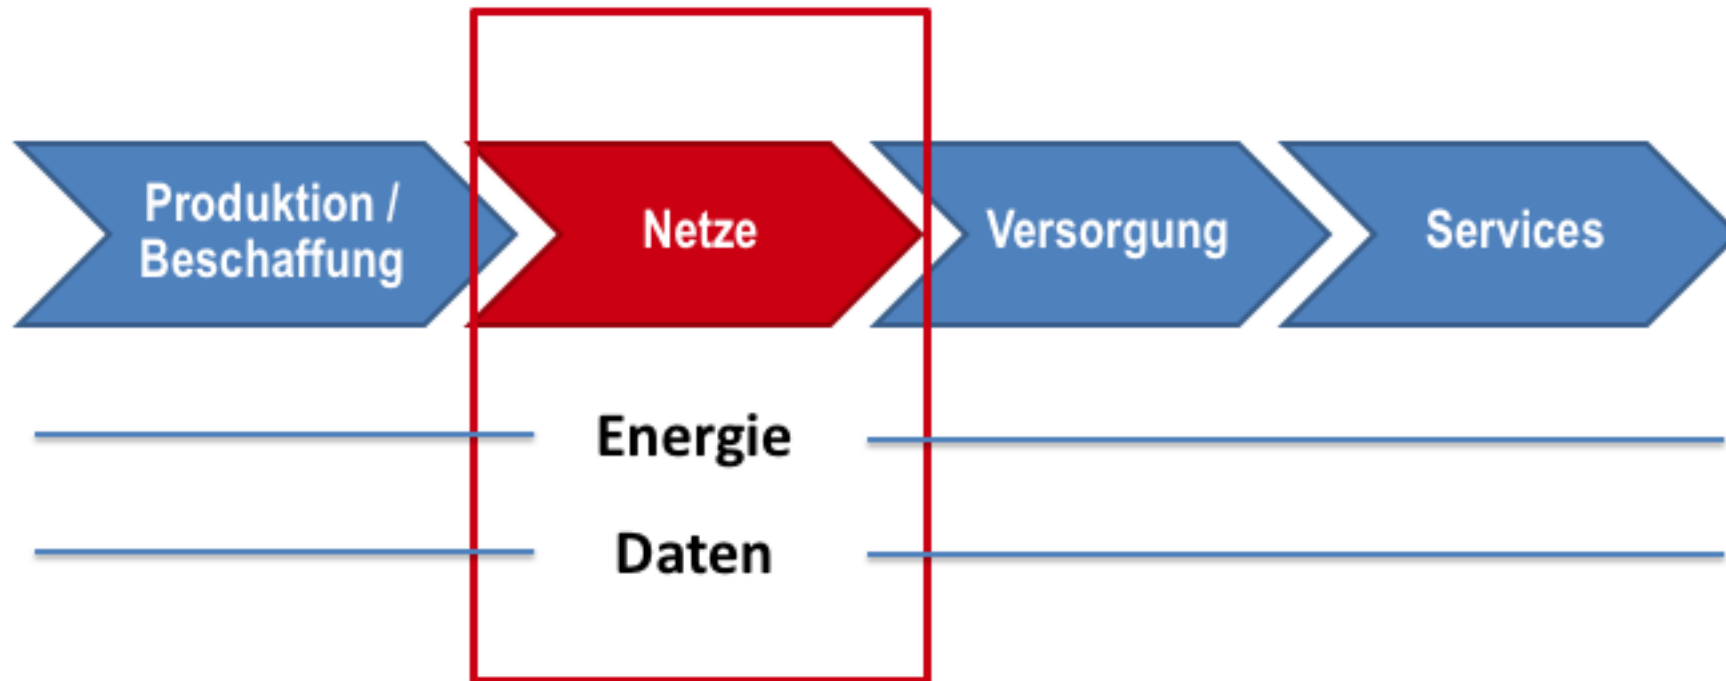 Produktion /
Beschaffung
Netze
Versorgung
Services
Energie
Daten